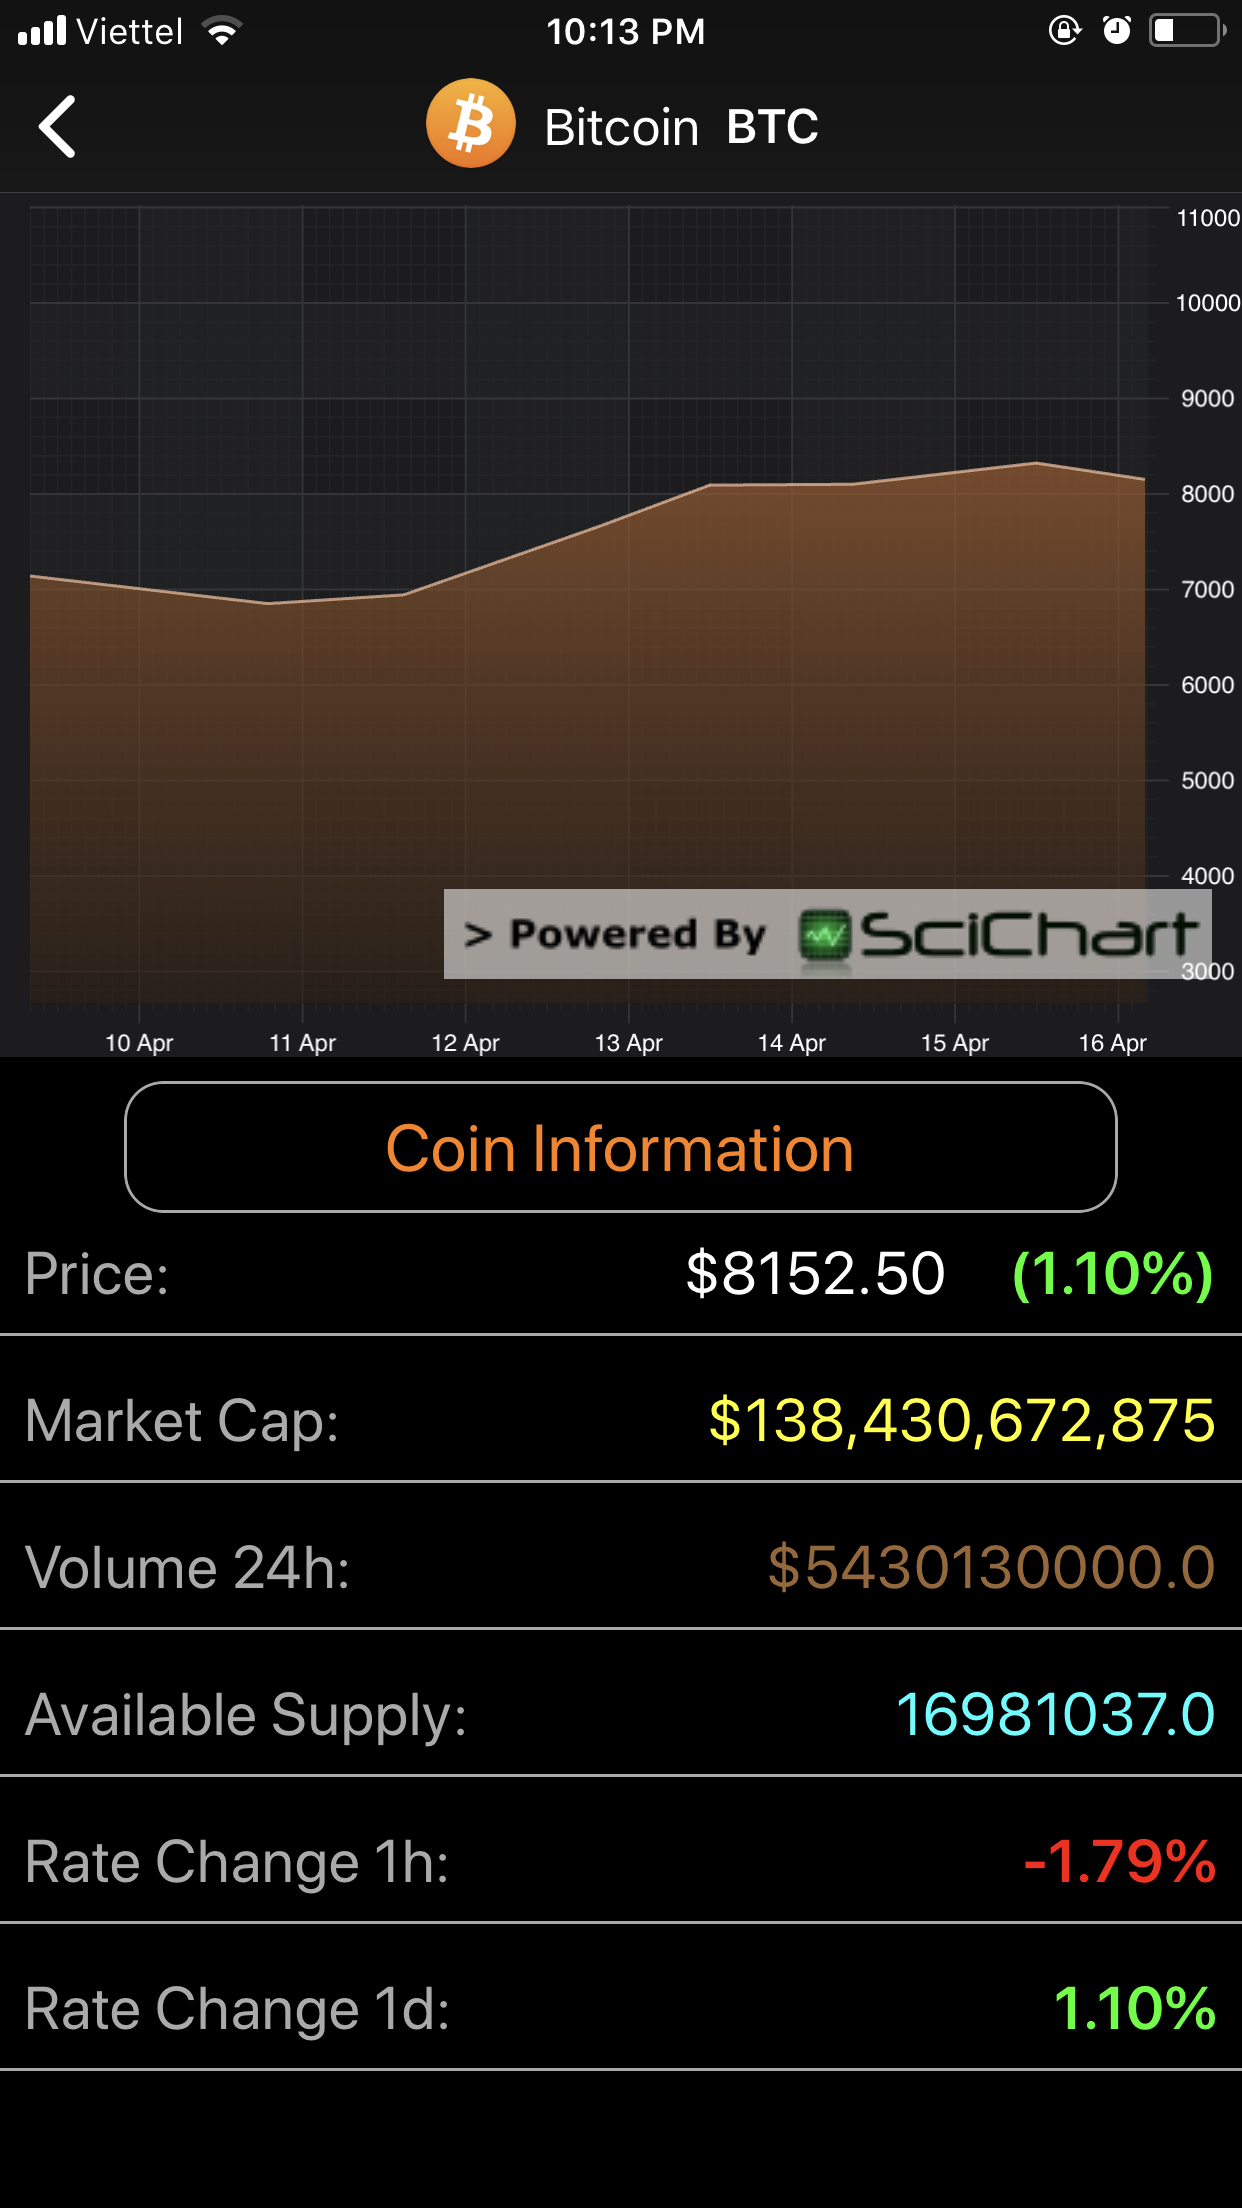 Viettel 10:13 PM
Bitcoin BTC
11000
10000
9000
8000
7000
6000
5000
4000
> Powered By SciChart
3000
10 Apr 11 Apr 12 Apr 13 Apr 14 Apr 15 Apr 16 Apr
Coin Information
Price: $8152.50 (1.10%)
Market Cap: $138,430,672,875
Volume 24h: $5430130000.0
Available Supply: 16981037.0
Rate Change 1h: -1.79%
Rate Change 1d: 1.10%